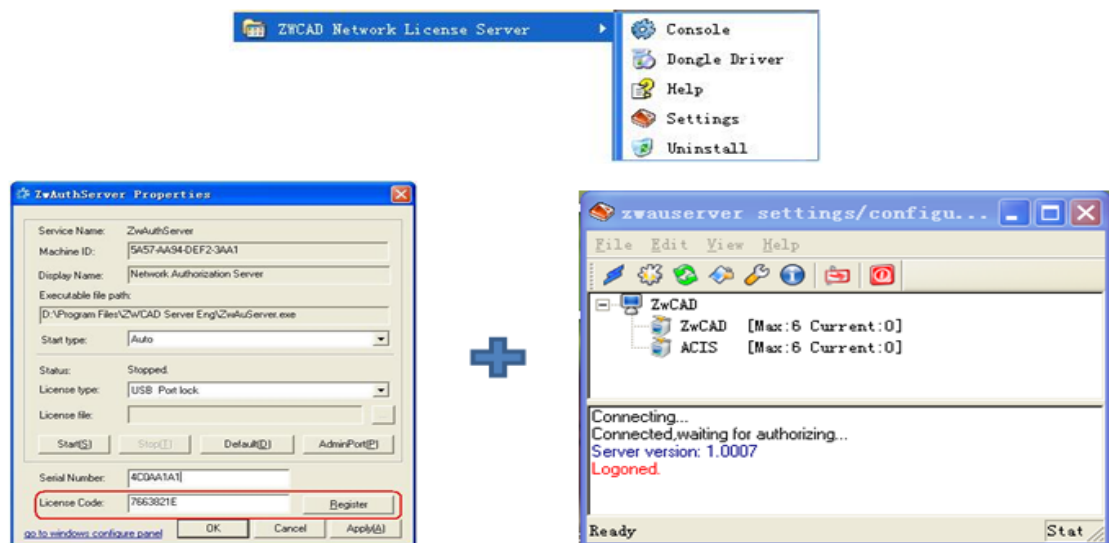 ZWCAD Network License Server
Console
Dongle Driver
Help
Settings
Uninstall
ZwAuthServer Properties
Service Name: ZwAuthServer
Machine ID: 5A57-AA94-DEF2-3AA1
Display Name: Network Authorization Server
Executable file path:
D:\Program Files\ZWCAD Server Eng\ZwAuServer.exe
Start type: Auto
Status: Stopped.
License type: USB Port lock
License file:
Start(S) Stop(T) Default(D) AdminPort(P)
Serial Number: 4C0AA1A1
License Code: 7663821E Register
go to windows configure panel OK Cancel Apply(A)
zwauserver settings/configu...
File Edit View Help
ZwCAD
ZwCAD [Max:6 Current:0]
ACIS [Max:6 Current:0]
Connecting...
Connected,waiting for authorizing...
Server version: 1.0007
Logoned.
Ready Stat